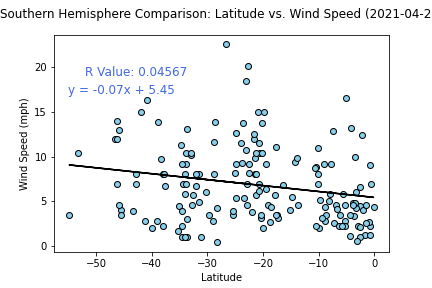 Southern Hemisphere Comparison: Latitude vs. Wind Speed (2021-04-2
R Value: 0.04567
y = -0.07x + 5.45
20
15
10
5
0
Wind Speed (mph)
−50
−40
−30
−20
−10
0
Latitude